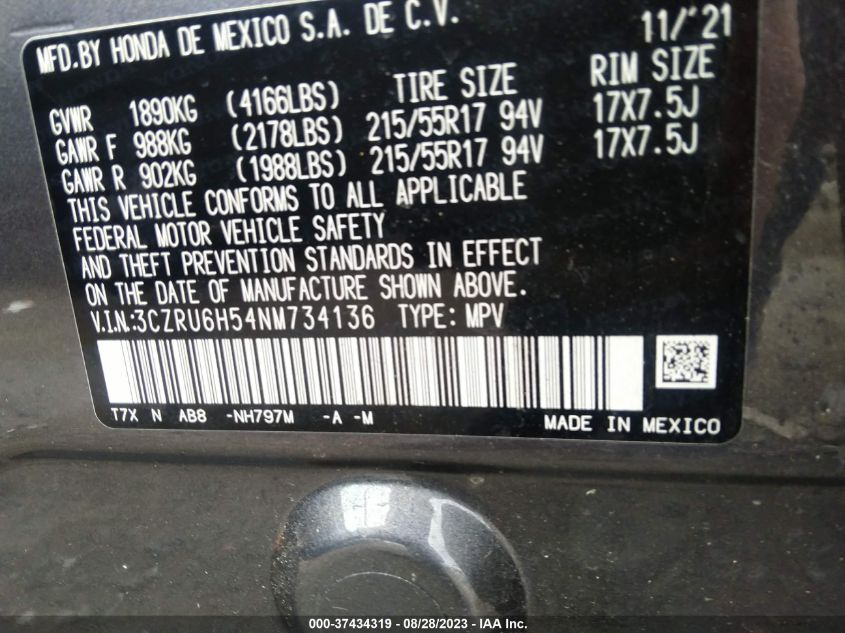 MFD.BY HONDA DE MEXICO S.A. DE C.V. 11/'21
TIRE SIZE RIM SIZE
GVWR 1890KG (4166LBS)
GAWR F 988KG (2178LBS) 215/55R17 94V 17X7.5J
GAWR R 902KG (1988LBS) 215/55R17 94V 17X7.5J
THIS VEHICLE CONFORMS TO ALL APPLICABLE
FEDERAL MOTOR VEHICLE SAFETY
AND THEFT PREVENTION STANDARDS IN EFFECT
ON THE DATE OF MANUFACTURE SHOWN ABOVE.
V.I.N.:3CZRU6H54NM734136 TYPE: MPV
T7X N AB8 -NH797M -A -M MADE IN MEXICO
000-37434319 - 08/28/2023 - IAA Inc.